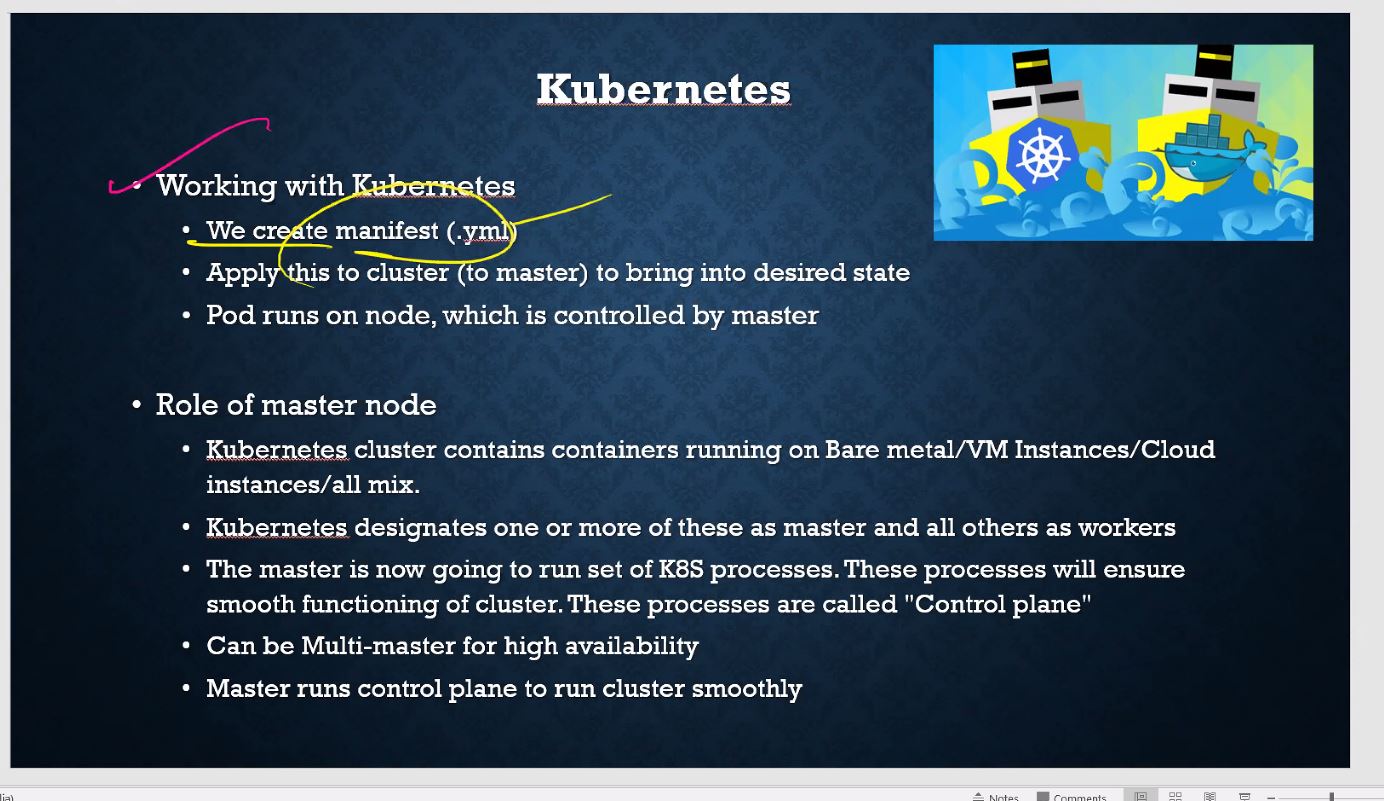 Kubernetes
• Working with Kubernetes
• We create manifest (.yml)
• Apply this to cluster (to master) to bring into desired state
• Pod runs on node, which is controlled by master
• Role of master node
• Kubernetes cluster contains containers running on Bare metal/VM Instances/Cloud
instances/all mix.
• Kubernetes designates one or more of these as master and all others as workers
• The master is now going to run set of K8S processes. These processes will ensure
smooth functioning of cluster. These processes are called "Control plane"
• Can be Multi-master for high availability
• Master runs control plane to run cluster smoothly
Notes Comments